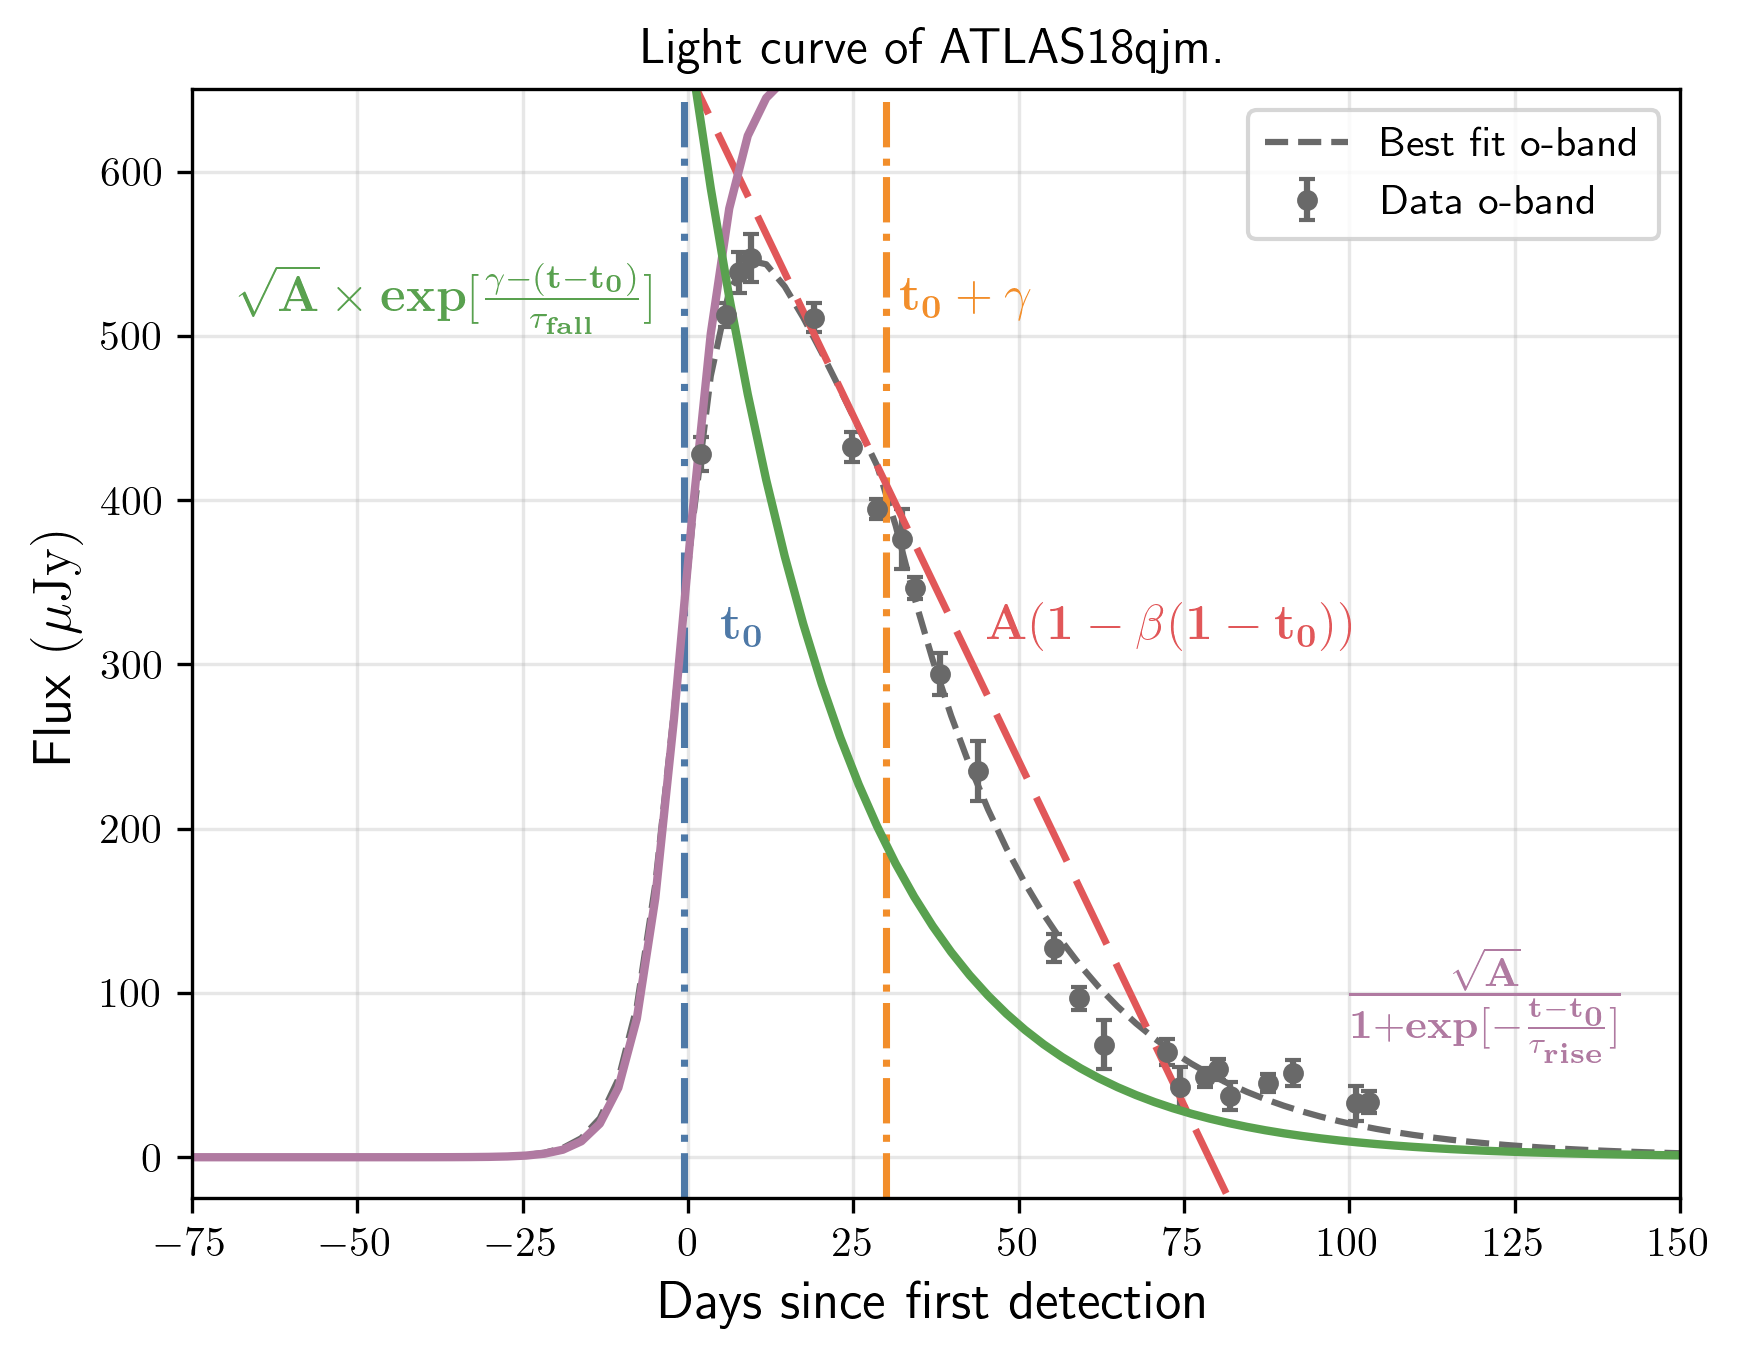 Light curve of ATLAS18qjm.
Best fit o-band
Data o-band
√A × exp[γ−(t−t₀)/τ_fall]
t₀ + γ
t₀
A(1 − β(1 − t₀))
√A/1+exp[−t−t₀/τ_rise]
Flux (μJy)
600
500
400
300
200
100
0
−75 −50 −25 0 25 50 75 100 125 150
Days since first detection